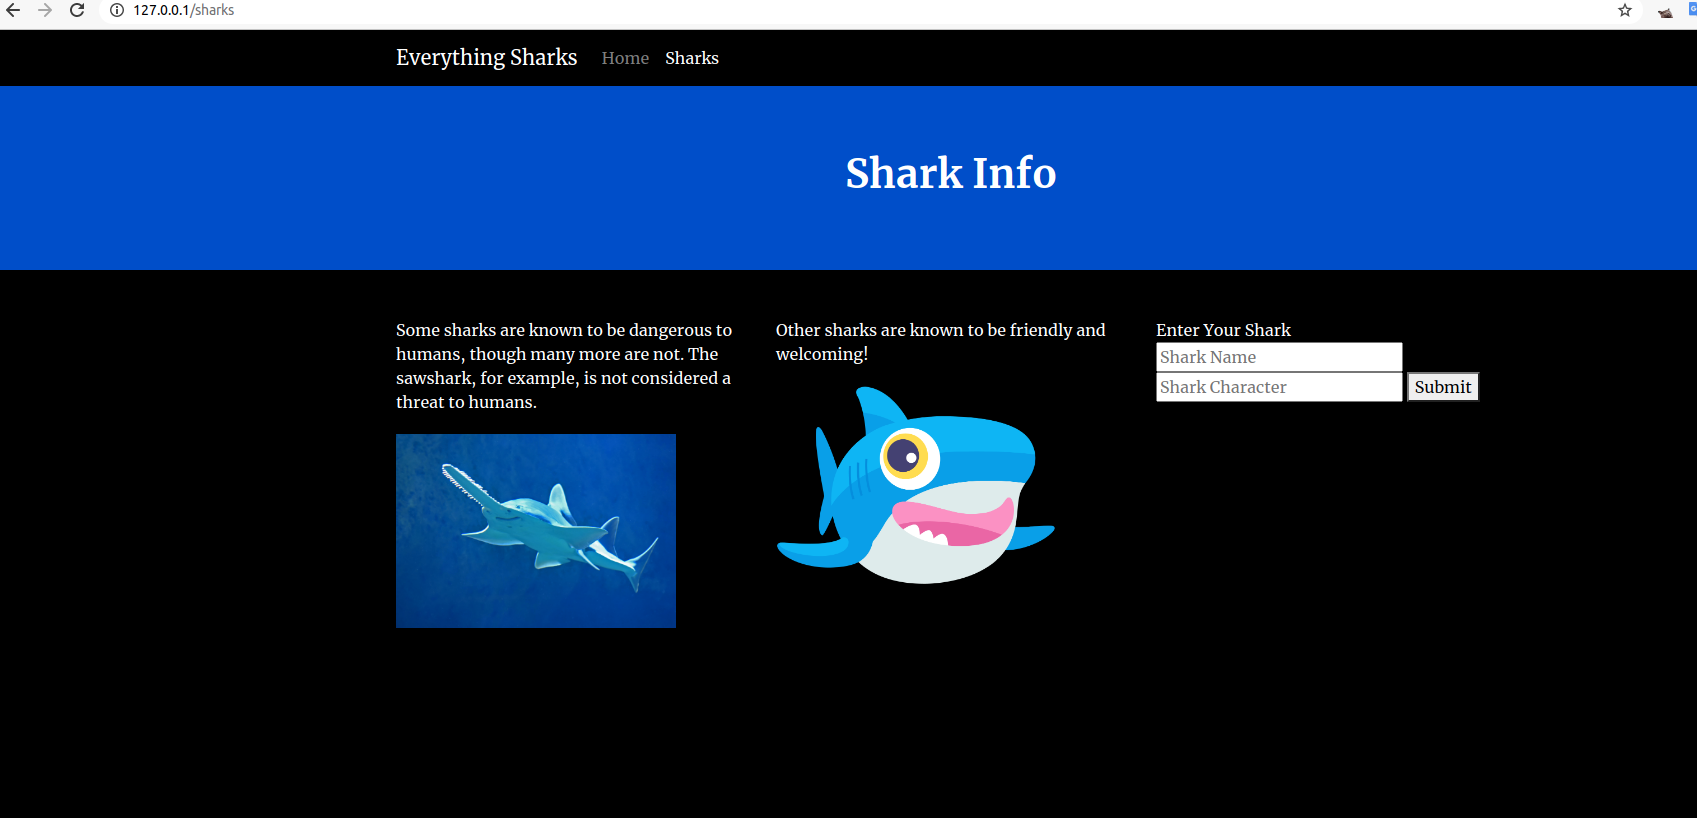 127.0.0.1/sharks
Everything Sharks Home Sharks
Shark Info
Some sharks are known to be dangerous to
humans, though many more are not. The
sawshark, for example, is not considered a
threat to humans.
Other sharks are known to be friendly and
welcoming!
Enter Your Shark
Shark Name
Shark Character Submit